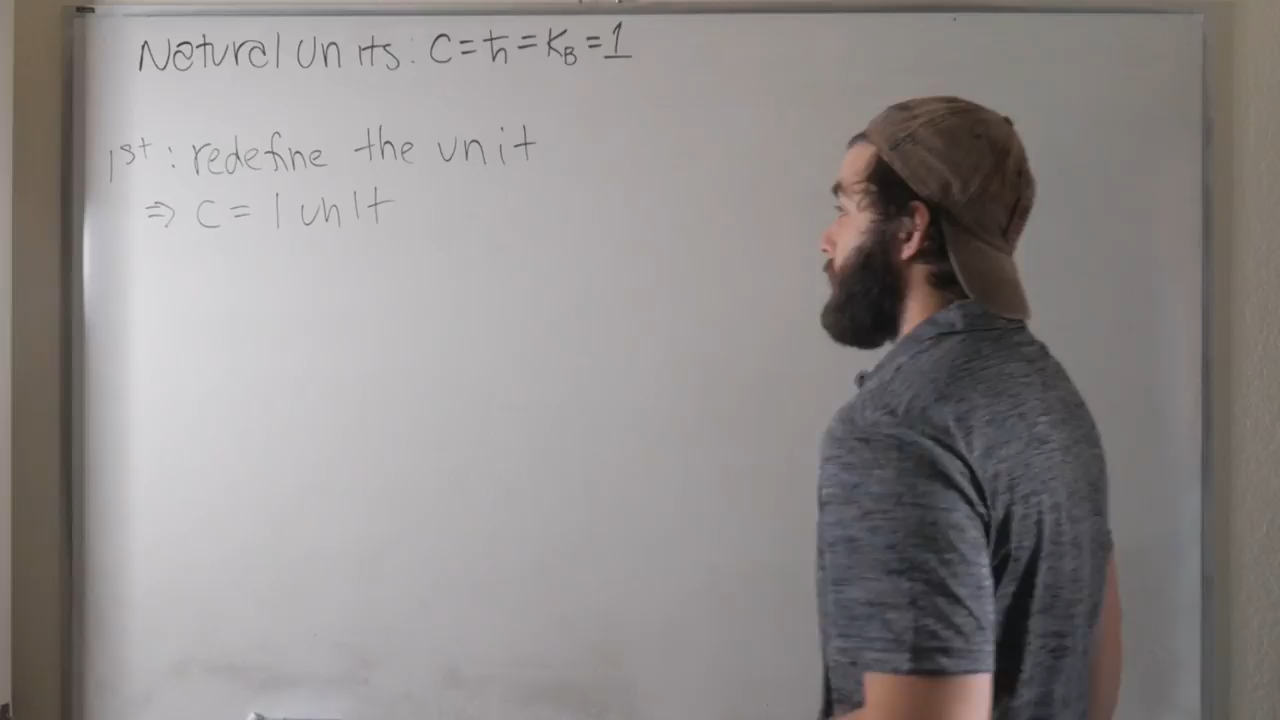 Natural Units: C=ħ=K_B=1
1st: redefine the unit
⇒ C = 1 unit